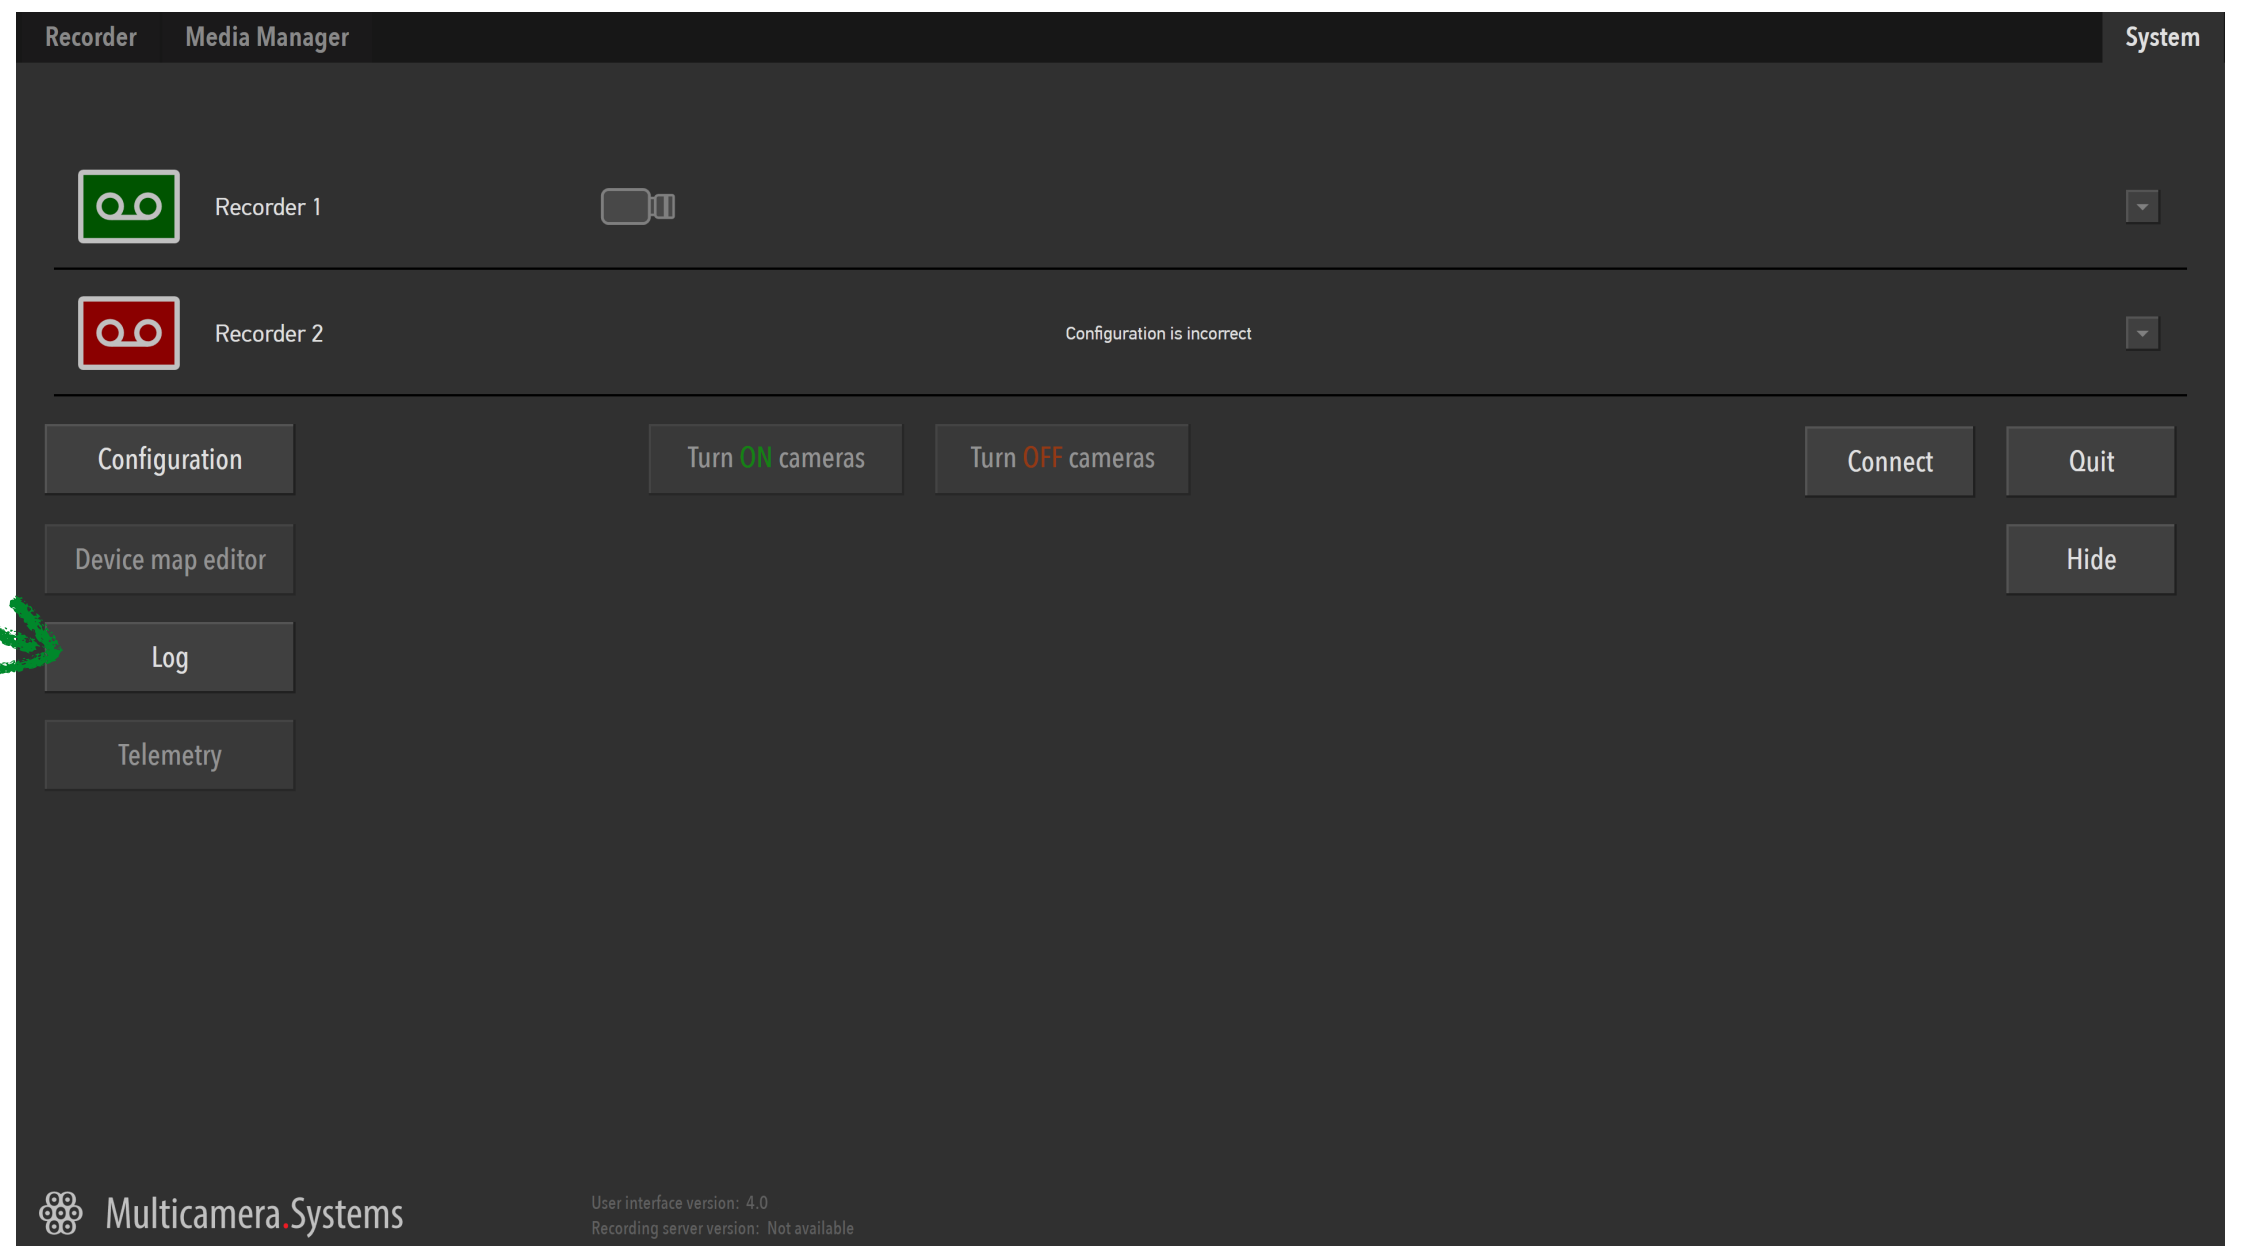 Recorder
Media Manager
System
Recorder 1
Recorder 2
Configuration is incorrect
Configuration
Turn ON cameras
Turn OFF cameras
Connect
Quit
Device map editor
Hide
Log
Telemetry
Multicamera.Systems
User interface version: 4.0
Recording server version: Not available